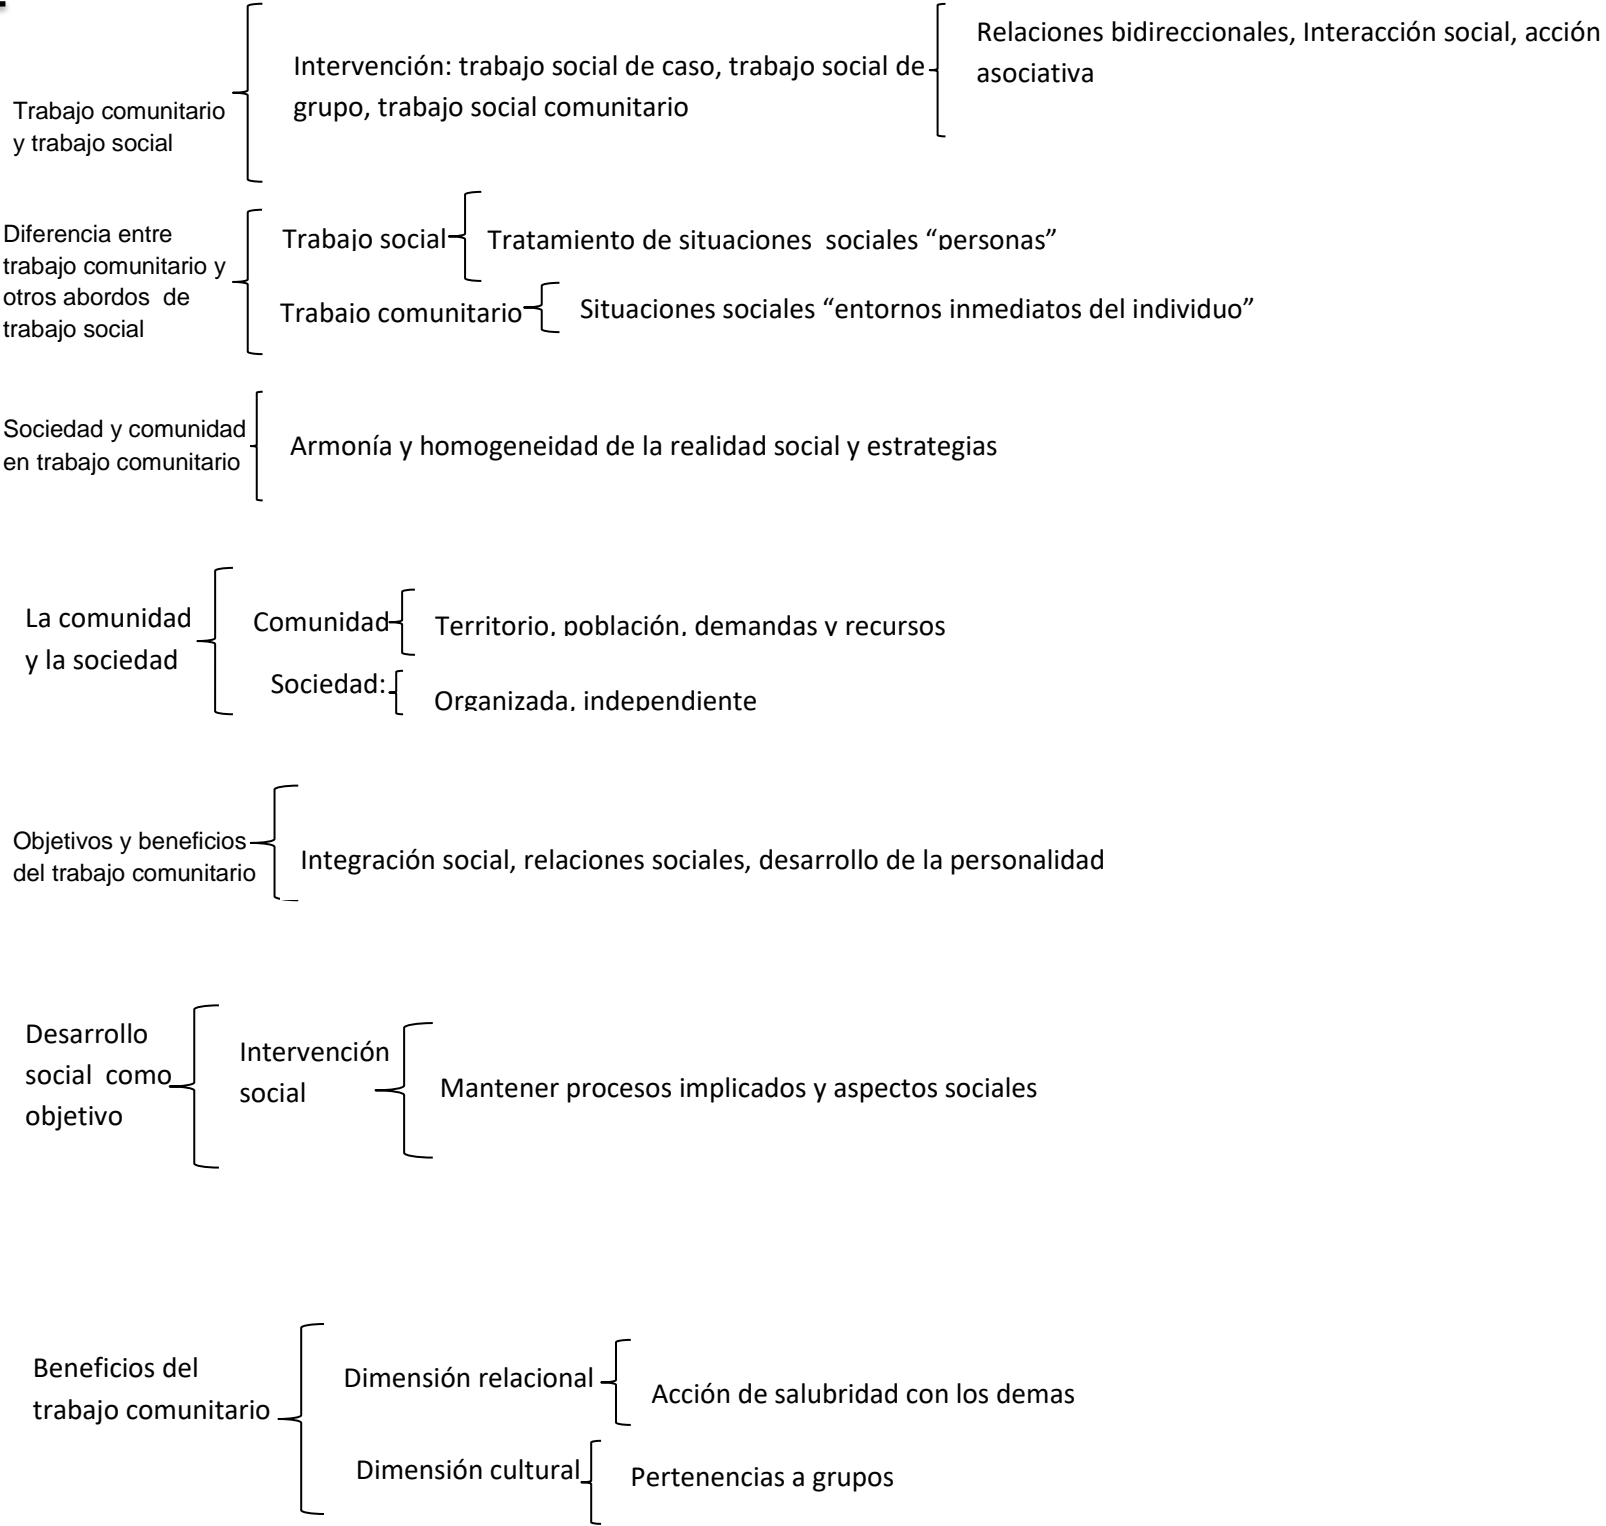 Trabajo comunitario
y trabajo social
Intervención: trabajo social de caso, trabajo social de
grupo, trabajo social comunitario
Relaciones bidireccionales, Interacción social, acción
asociativa
Diferencia entre
trabajo comunitario y
otros abordos de
trabajo social
Trabajo social
Tratamiento de situaciones sociales “personas”
Trabajo comunitario
Situaciones sociales “entornos inmediatos del individuo”
Sociedad y comunidad
en trabajo comunitario
Armonía y homogeneidad de la realidad social y estrategias
La comunidad
y la sociedad
Comunidad
Territorio, población, demandas y recursos
Sociedad:
Organizada, independiente
Objetivos y beneficios
del trabajo comunitario
Integración social, relaciones sociales, desarrollo de la personalidad
Desarrollo
social como
objetivo
Intervención
social
Mantener procesos implicados y aspectos sociales
Beneficios del
trabajo comunitario
Dimensión relacional
Acción de salubridad con los demas
Dimensión cultural
Pertenencias a grupos